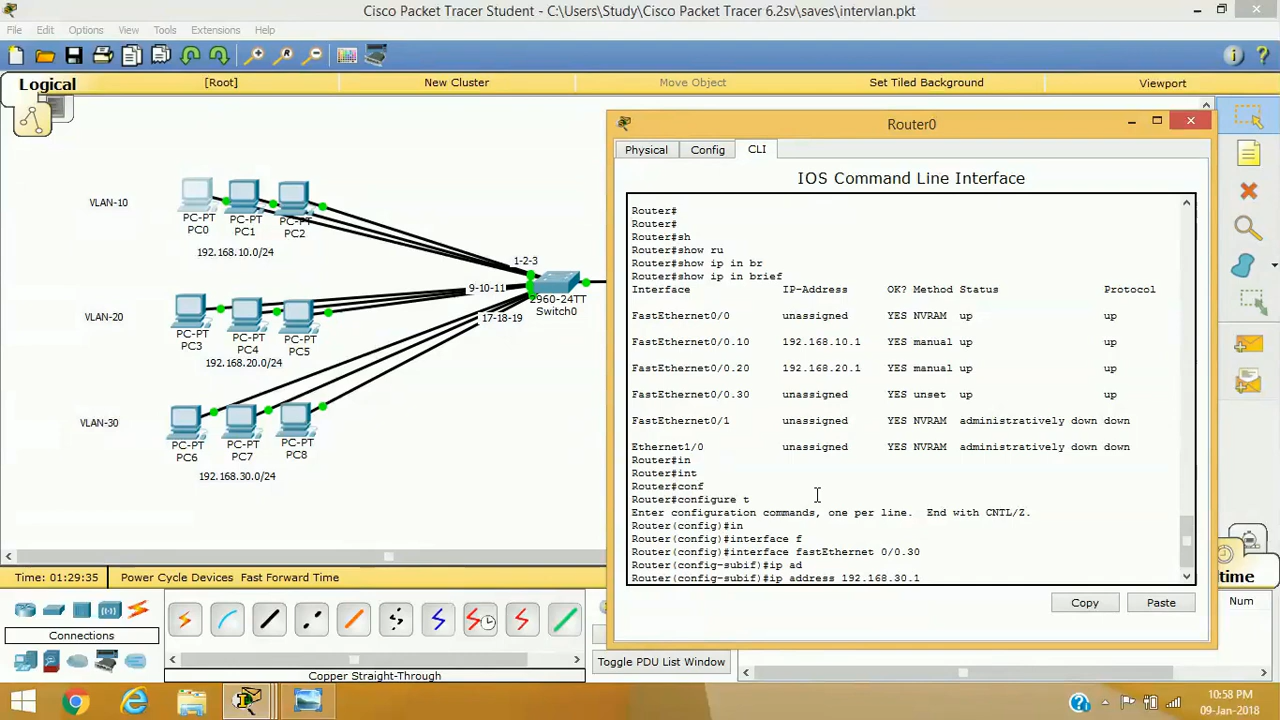 Cisco Packet Tracer Student - C:\Users\Study\Cisco Packet Tracer 6.2sv\saves\intervlan.pkt
File Edit Options View Tools Extensions Help
Logical [Root] New Cluster Move Object Set Tiled Background Viewport
VLAN-10
PC-PT PC-PT PC-PT
PC0 PC1 PC2
192.168.10.0/24
1-2-3
9-10-11
17-18-19
2960-24TT
Switch0
VLAN-20
PC-PT PC-PT PC-PT
PC3 PC4 PC5
192.168.20.0/24
VLAN-30
PC-PT PC-PT PC-PT
PC6 PC7 PC8
192.168.30.0/24
Router0
Physical Config CLI
IOS Command Line Interface
Router#
Router#
Router#sh
Router#show ru
Router#show ip in br
Router#show ip in brief
Interface IP-Address OK? Method Status Protocol
FastEthernet0/0 unassigned YES NVRAM up up
FastEthernet0/0.10 192.168.10.1 YES manual up up
FastEthernet0/0.20 192.168.20.1 YES manual up up
FastEthernet0/0.30 unassigned YES unset up up
FastEthernet0/1 unassigned YES NVRAM administratively down down
Ethernet1/0 unassigned YES NVRAM administratively down down
Router#in
Router#int
Router#conf
Router#configure t
Enter configuration commands, one per line. End with CNTL/Z.
Router(config)#in
Router(config)#interface f
Router(config)#interface fastEthernet 0/0.30
Router(config-subif)#ip ad
Router(config-subif)#ip address 192.168.30.1
Copy Paste
Time: 01:29:35 Power Cycle Devices Fast Forward Time
Connections
Copper Straight-Through
Toggle PDU List Window
Num
10:58 PM
09-Jan-2018